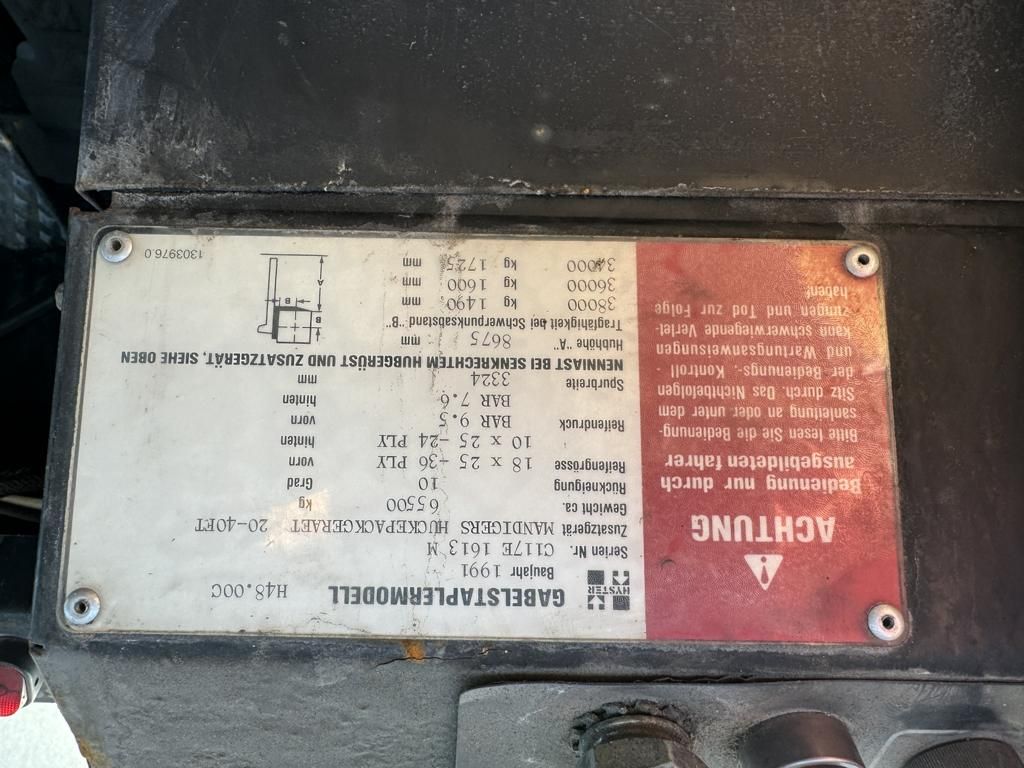 ACHTUNG
Bedienung nur durch
ausgebildeten fahrer
Bitte lesen Sie die Bedienung-
sanleitung oder an unter dem
Sitz durch. Das Nichtbefolgen
der Bedienungs-. Kontroll -
und Wartungsanweisungen
kann schwerwiegende Verlet-
zungen und Tod zur Folge
haben!
HYSTER
GABELSTAPLERMODELL H48.00C
Baujahr 1991
Serien Nr. C117E 1613 M
Zusatzgerät MANDIGERS HUCKEPACKGERAET 20-40FT
Gewicht ca. 65500 kg
Rückneigung 10 Grad
Reifengrösse 18 x 25 -36 PLY vorn
10 x 25 -24 PLY hinten
Reifendruck BAR 9.5 vorn
BAR 7.6 hinten
Spurbreite 3324 mm
NENNlAST BEI SENKRECHTEM HUBGERÜST UND ZUSATZGERÄT, SIEHE OBEN
Hubhöhe "A" 8675 mm
Tragfähigkeit bei Schwerpunksabstand "B"
38000 kg 1490 mm
36000 kg 1600 mm
34000 kg 1725 mm
B
B
A
1303976.0